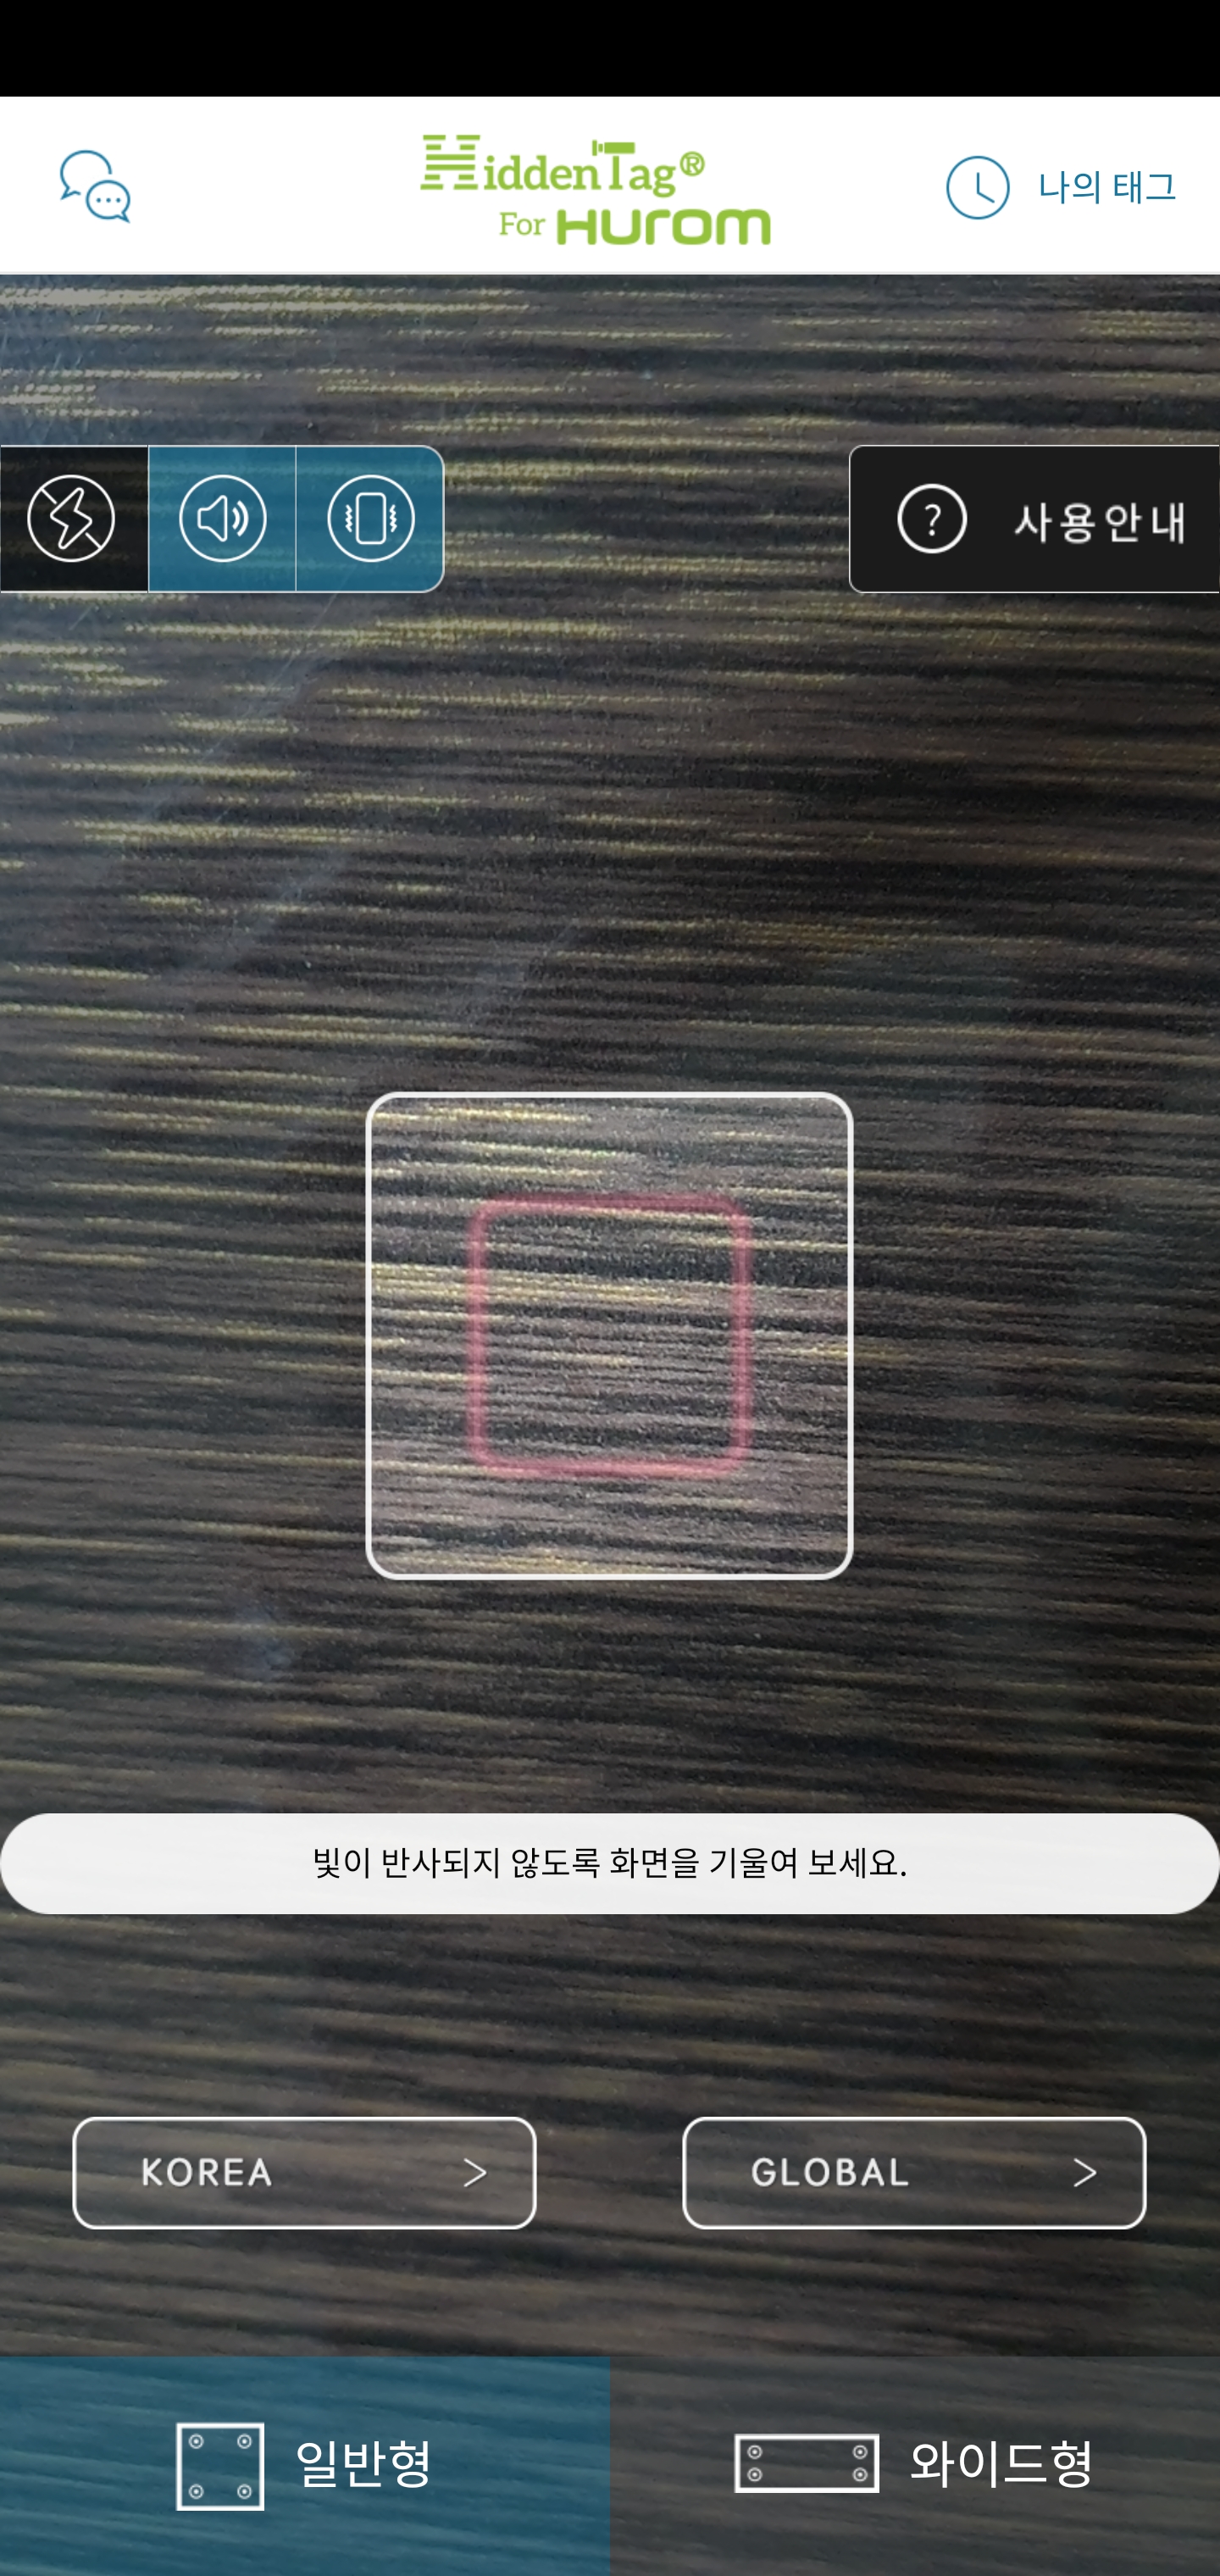 HiddenTag®
For Hurom
나의 태그
? 사용안내
빛이 반사되지 않도록 화면을 기울여 보세요.
KOREA >
GLOBAL >
일반형
와이드형